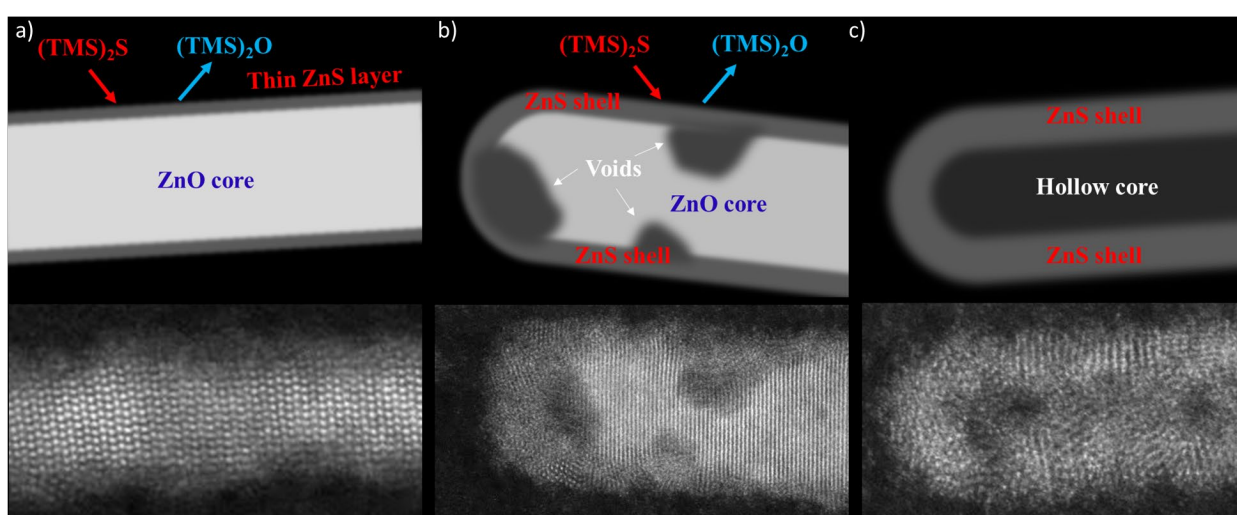 a)
(TMS)₂S
(TMS)₂O
Thin ZnS layer
ZnO core
b)
(TMS)₂S
(TMS)₂O
ZnS shell
Voids
ZnO core
ZnS shell
c)
ZnS shell
Hollow core
ZnS shell